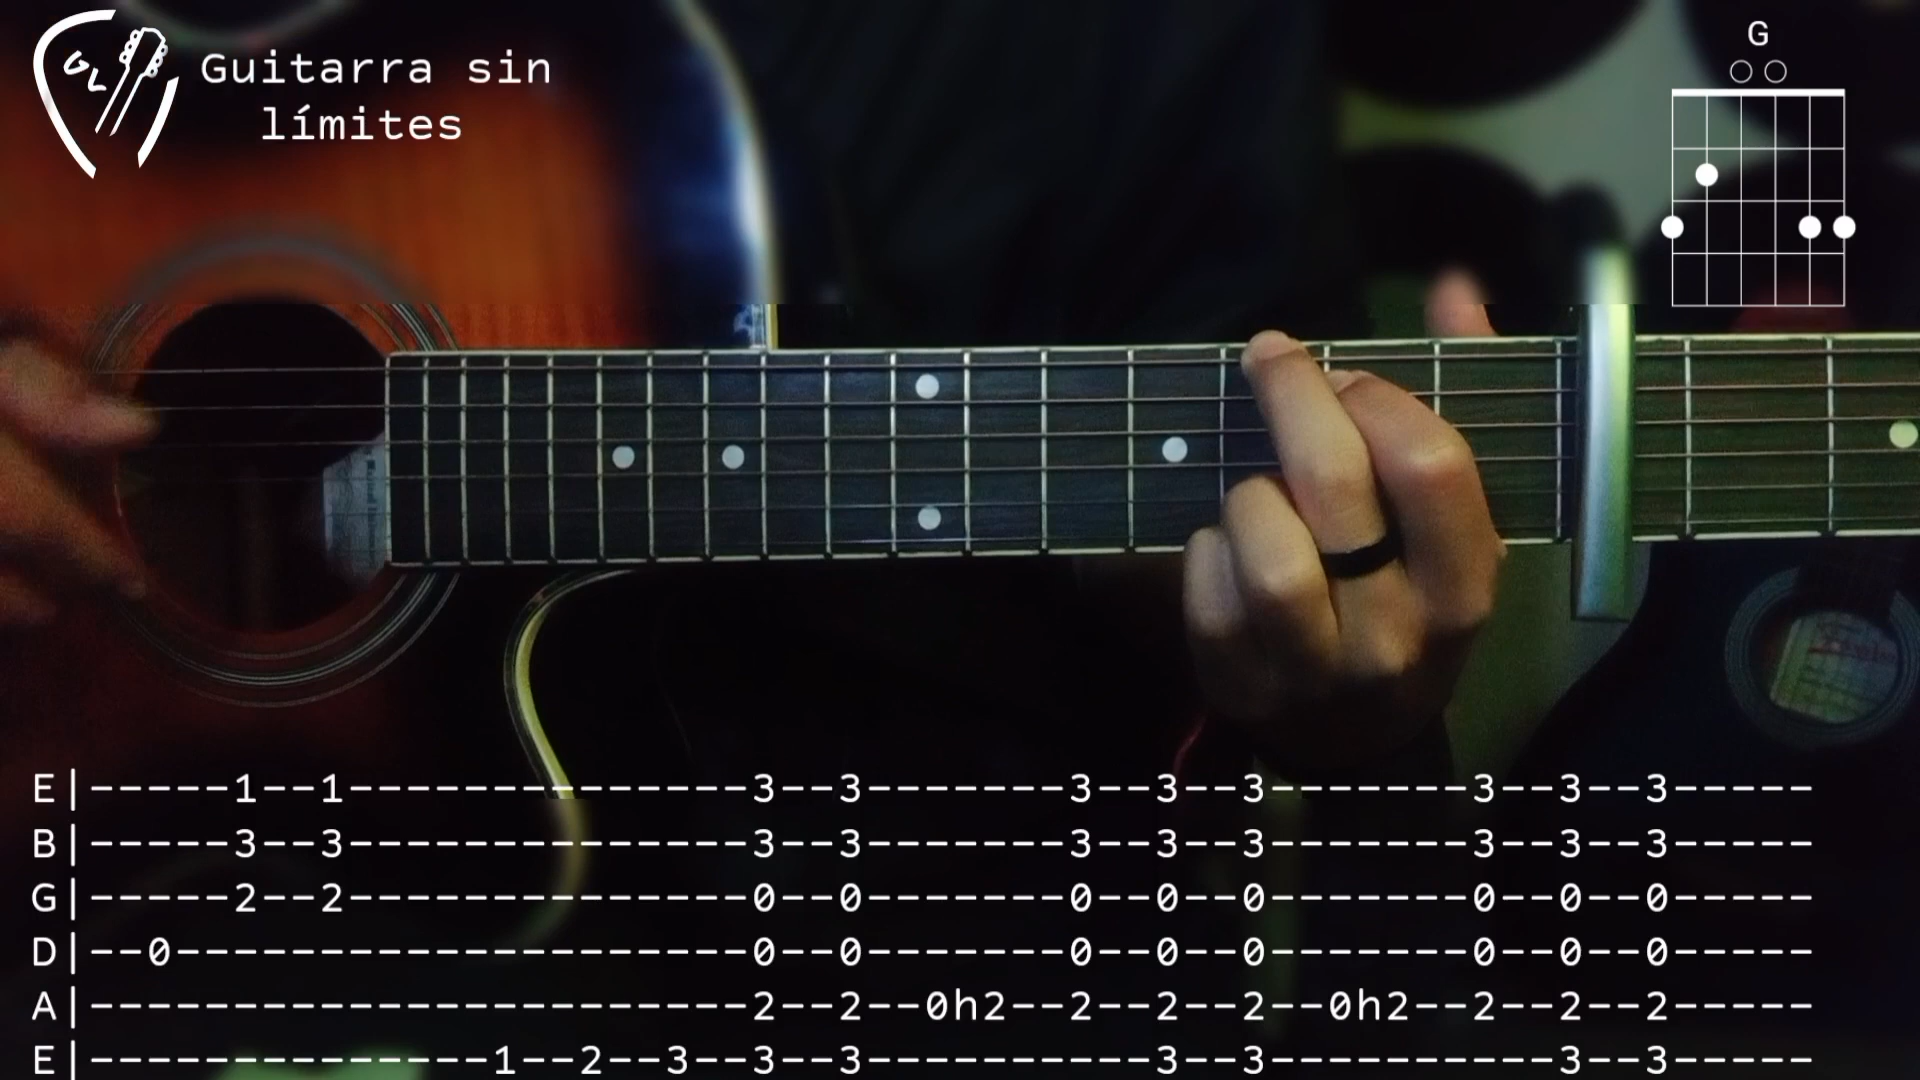 GL
Guitarra sin
límites
G
E|-----1--1--------------3--3-------3--3--3-------3--3--3-----
B|-----3--3--------------3--3-------3--3--3-------3--3--3-----
G|-----2--2--------------0--0-------0--0--0-------0--0--0-----
D|--0--------------------0--0-------0--0--0-------0--0--0-----
A|-----------------------2--2--0h2--2--2--2--0h2--2--2--2-----
E|--------------1--2--3--3--3----------3--3----------3--3-----